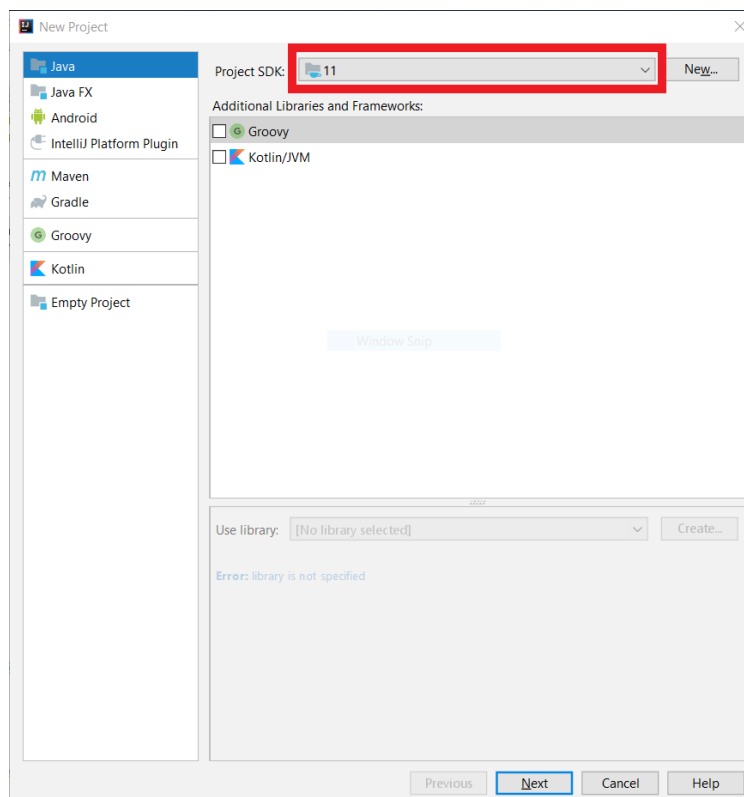 New Project
Java
Java FX
Android
IntelliJ Platform Plugin
Maven
Gradle
Groovy
Kotlin
Empty Project
Project SDK: 11 New...
Additional Libraries and Frameworks:
Groovy
Kotlin/JVM
Window Snip
Use library: [No library selected] Create...
Error: library is not specified
Previous Next Cancel Help